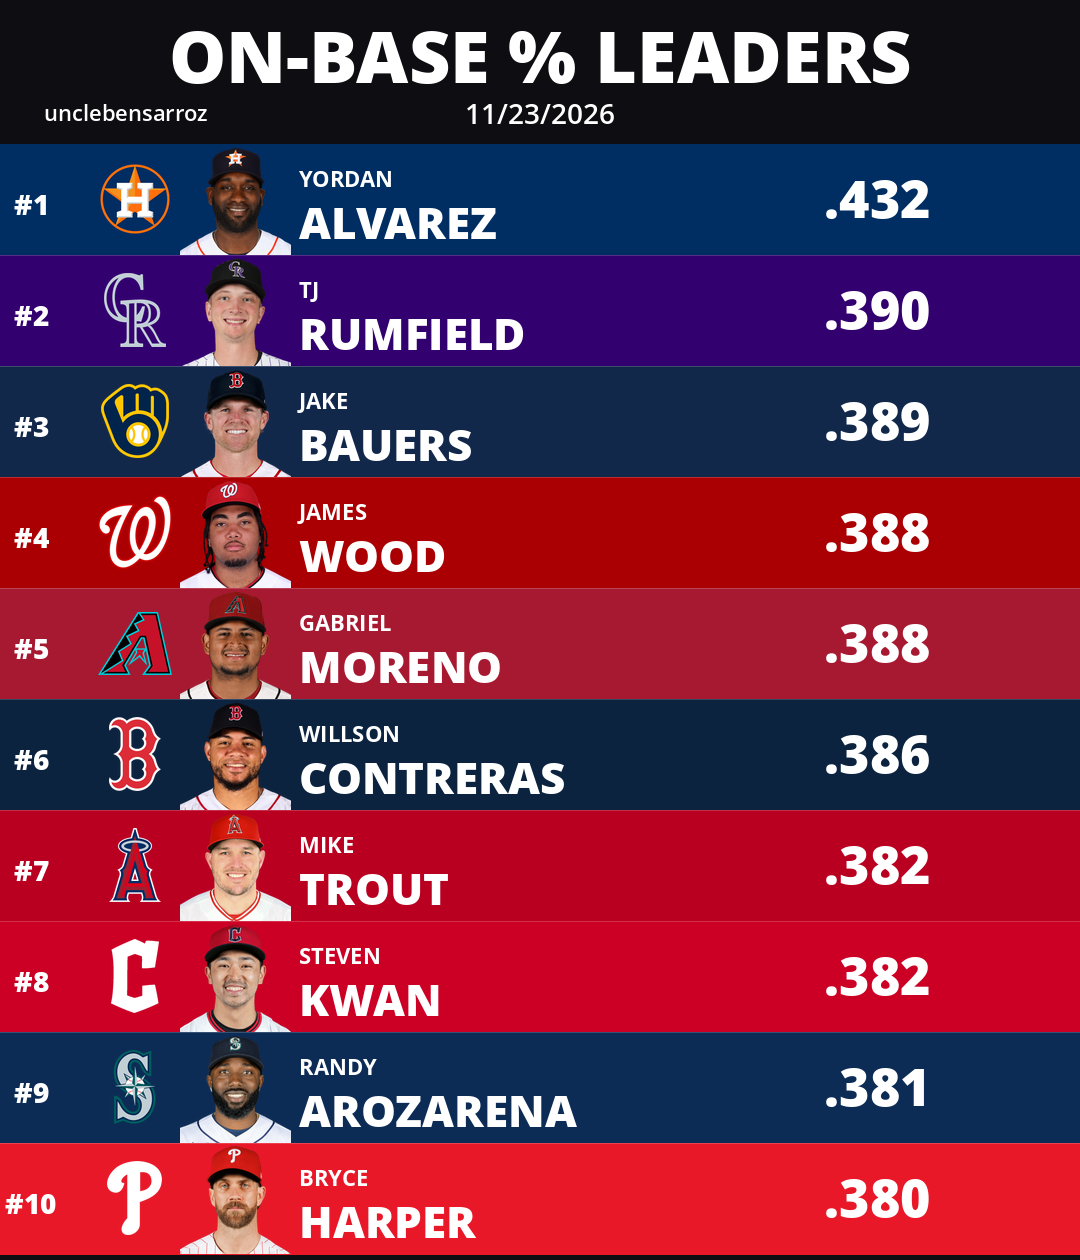 ON-BASE % LEADERS
unclebensarroz 11/23/2026
#1 YORDAN ALVAREZ .432
#2 TJ RUMFIELD .390
#3 JAKE BAUERS .389
#4 JAMES WOOD .388
#5 GABRIEL MORENO .388
#6 WILLSON CONTRERAS .386
#7 MIKE TROUT .382
#8 STEVEN KWAN .382
#9 RANDY AROZARENA .381
#10 BRYCE HARPER .380